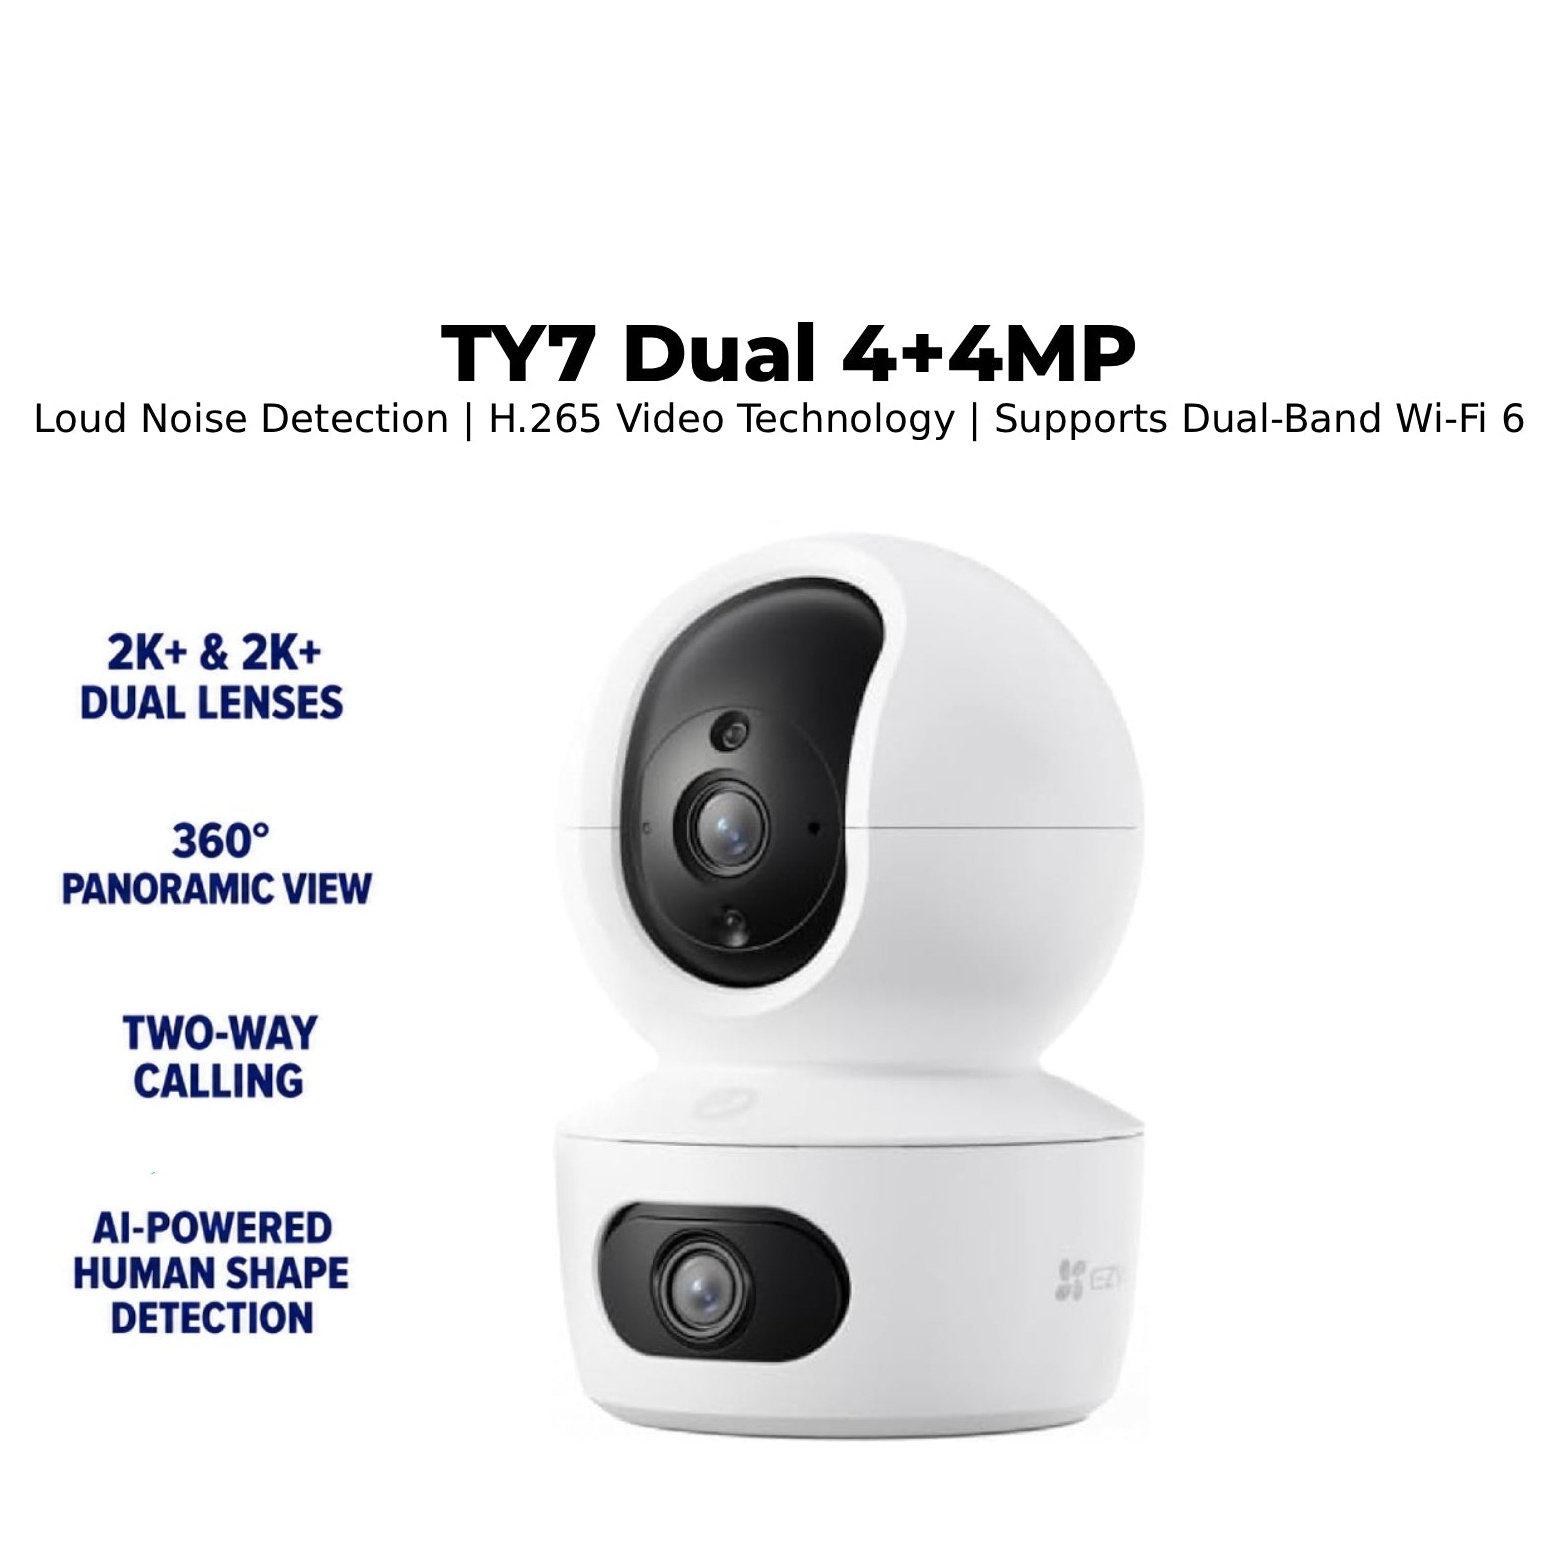 TY7 Dual 4+4MP
Loud Noise Detection | H.265 Video Technology | Supports Dual-Band Wi-Fi 6
2K+ & 2K+
DUAL LENSES
360°
PANORAMIC VIEW
TWO-WAY
CALLING
AI-POWERED
HUMAN SHAPE
DETECTION